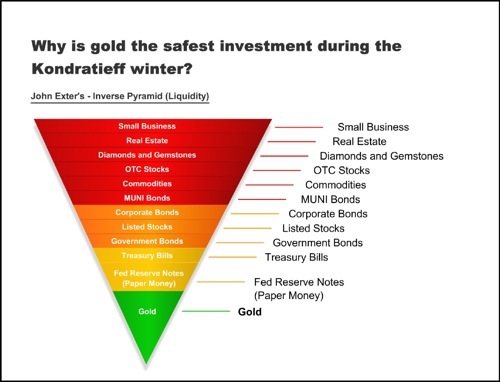 Why is gold the safest investment during the
Kondratieff winter?
John Exter's - Inverse Pyramid (Liquidity)
Small Business
Small Business
Real Estate
Real Estate
Diamonds and Gemstones
Diamonds and Gemstones
OTC Stocks
OTC Stocks
Commodities
Commodities
MUNI Bonds
MUNI Bonds
Corporate Bonds
Corporate Bonds
Listed Stocks
Listed Stocks
Government Bonds
Government Bonds
Treasury Bills
Treasury Bills
Fed Reserve Notes
(Paper Money)
Fed Reserve Notes
(Paper Money)
Gold
Gold